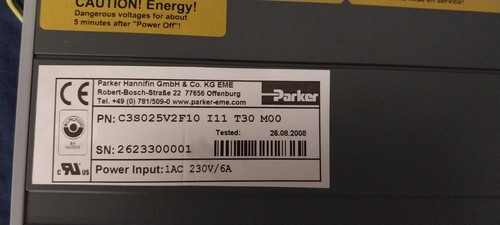 CAUTION! Energy!
Dangerous voltages for about
5 minutes after "Power Off"!
Parker Hannifin GmbH & Co. KG EME
Robert-Bosch-Straße 22 77656 Offenburg
Tel. +49 (0) 781/509-0 www.parker-eme.com
Parker
CE
PN: C3S025V2F10 I11 T30 M00
Tested: 26.08.2008
SN: 2623300001
c RU us
Power Input: 1AC 230V/6A